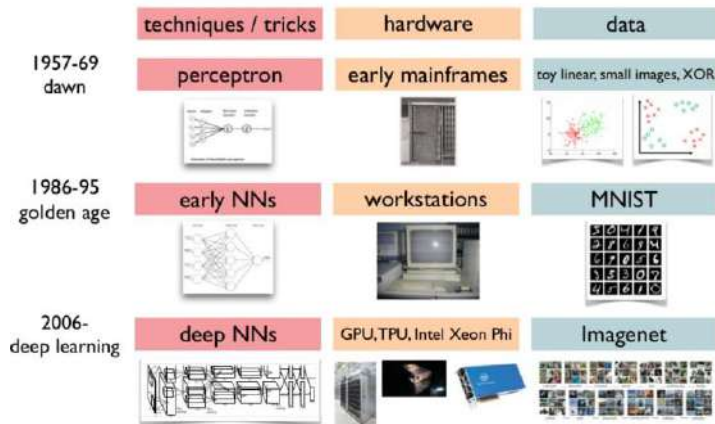 techniques / tricks hardware data
1957-69 perceptron early mainframes toy linear, small images, XOR
dawn
1986-95 early NNs workstations MNIST
golden age
2006- deep NNs GPU, TPU, Intel Xeon Phi Imagenet
deep learning